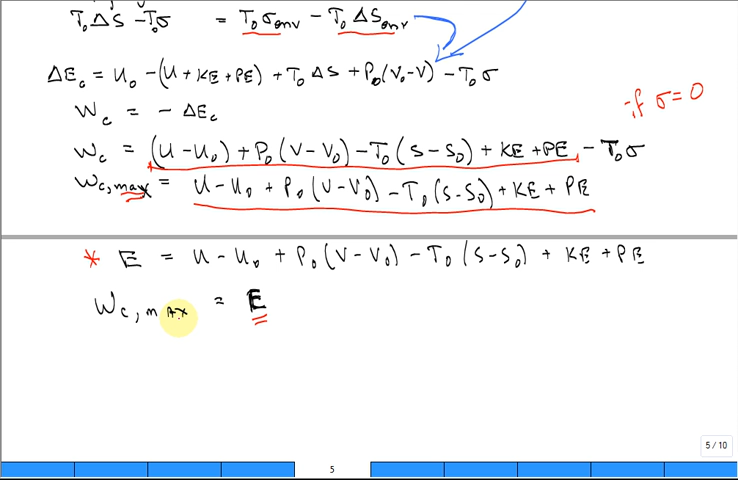 T₀ΔS − T₀σ = T₀σenv − T₀ΔSenv
ΔEc = U₀ − (U + KE + PE) + T₀ΔS + P₀(V₀ − V) − T₀σ
Wc = − ΔEc
if σ = 0
Wc = (U − U₀) + P₀(V − V₀) − T₀(S − S₀) + KE + PE − T₀σ
Wc,max = U − U₀ + P₀(V − V₀) − T₀(S − S₀) + KE + PE
* E = U − U₀ + P₀(V − V₀) − T₀(S − S₀) + KE + PE
Wc,MAX = E
5 / 10
5